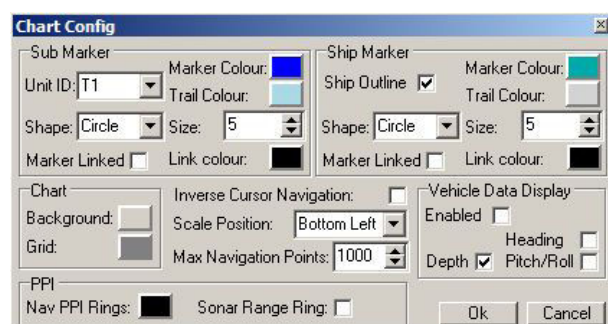 Chart Config
Sub Marker
Unit ID: T1
Marker Colour:
Trail Colour:
Shape: Circle Size: 5
Marker Linked Link colour:
Ship Marker
Ship Outline
Marker Colour:
Trail Colour:
Shape: Circle Size: 5
Marker Linked Link colour:
Chart
Background:
Grid:
Inverse Cursor Navigation:
Scale Position: Bottom Left
Max Navigation Points: 1000
Vehicle Data Display
Enabled
Heading
Depth Pitch/Roll
PPI
Nav PPI Rings: Sonar Range Ring:
Ok Cancel